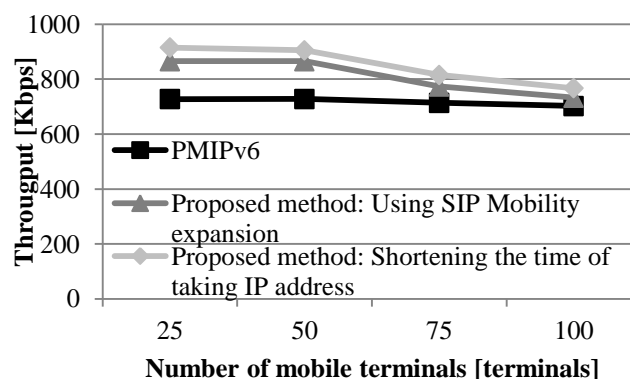 1000
800
600
400
200
0
Througput [Kbps]
PMIPv6
Proposed method: Using SIP Mobility
expansion
Proposed method: Shortening the time of
taking IP address
25 50 75 100
Number of mobile terminals [terminals]